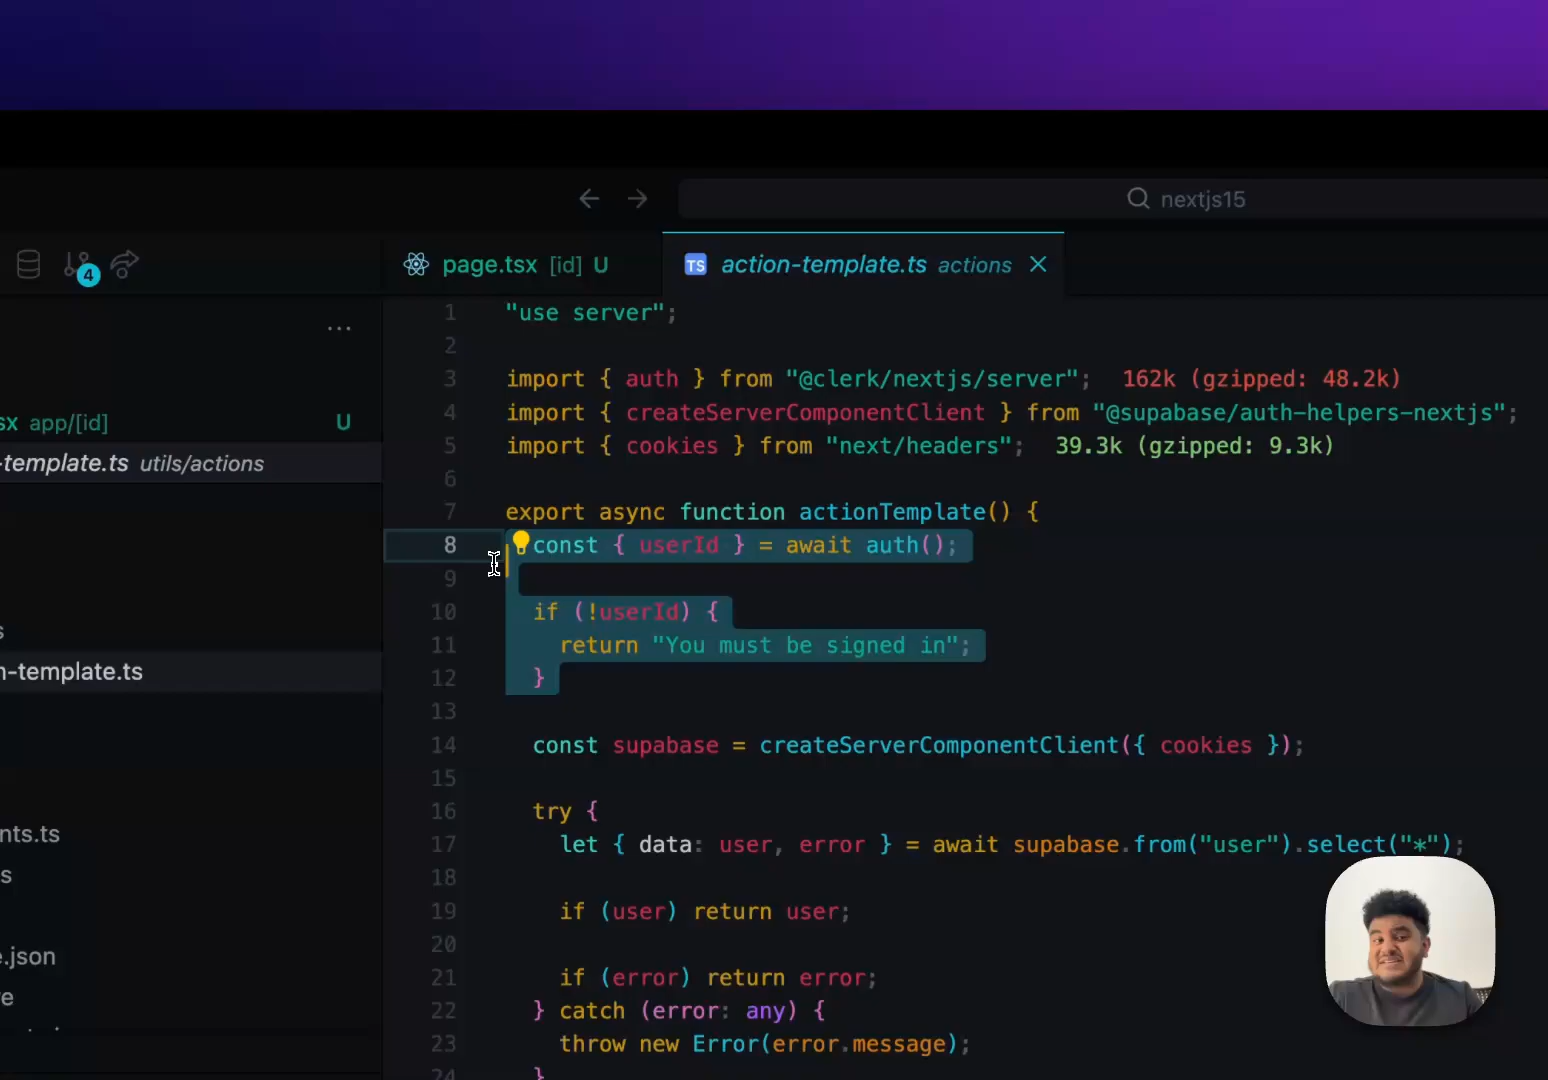 nextjs15
4
page.tsx [id] U
TS action-template.ts actions
1 "use server";
2
3 import { auth } from "@clerk/nextjs/server"; 162k (gzipped: 48.2k)
4 import { createServerComponentClient } from "@supabase/auth-helpers-nextjs";
5 import { cookies } from "next/headers"; 39.3k (gzipped: 9.3k)
6
7 export async function actionTemplate() {
8 const { userId } = await auth();
9
10 if (!userId) {
11 return "You must be signed in";
12 }
13
14 const supabase = createServerComponentClient({ cookies });
15
16 try {
17 let { data: user, error } = await supabase.from("user").select("*");
18
19 if (user) return user;
20
21 if (error) return error;
22 } catch (error: any) {
23 throw new Error(error.message);
24 }
...
sx app/[id] U
-template.ts utils/actions
s
n-template.ts
nts.ts
s
e.json
re